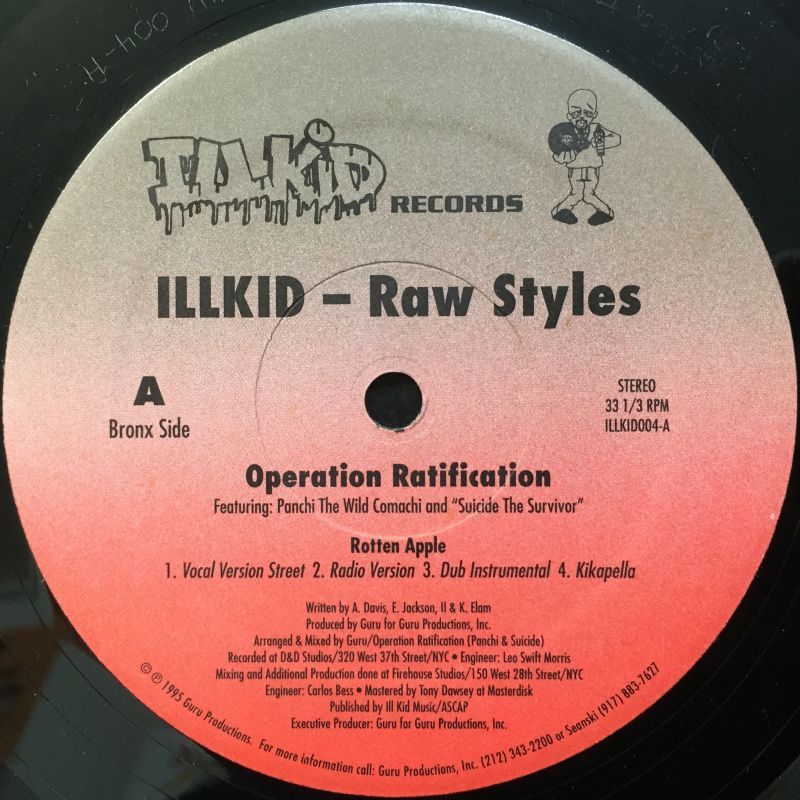 ILLKID RECORDS
ILLKID – Raw Styles
A
Bronx Side
STEREO
33 1/3 RPM
ILLKID004-A
Operation Ratification
Featuring: Panchi The Wild Comachi and “Suicide The Survivor”
Rotten Apple
1. Vocal Version Street 2. Radio Version 3. Dub Instrumental 4. Kikapella
Written by A. Davis, E. Jackson, II & K. Elam
Produced by Guru for Guru Productions, Inc.
Arranged & Mixed by Guru/Operation Ratification (Panchi & Suicide)
Recorded at D&D Studios/320 West 37th Street/NYC • Engineer: Leo Swift Morris
Mixing and Additional Production done at Firehouse Studios/150 West 28th Street/NYC
Engineer: Carlos Bess • Mastered by Tony Dawsey at Masterdisk
Published by Ill Kid Music/ASCAP
Executive Producer: Guru for Guru Productions, Inc.
© ℗ 1995 Guru Productions. For more information call: Guru Productions, Inc. (212) 343-2200 or Seanski (917) 883-7627
004-A